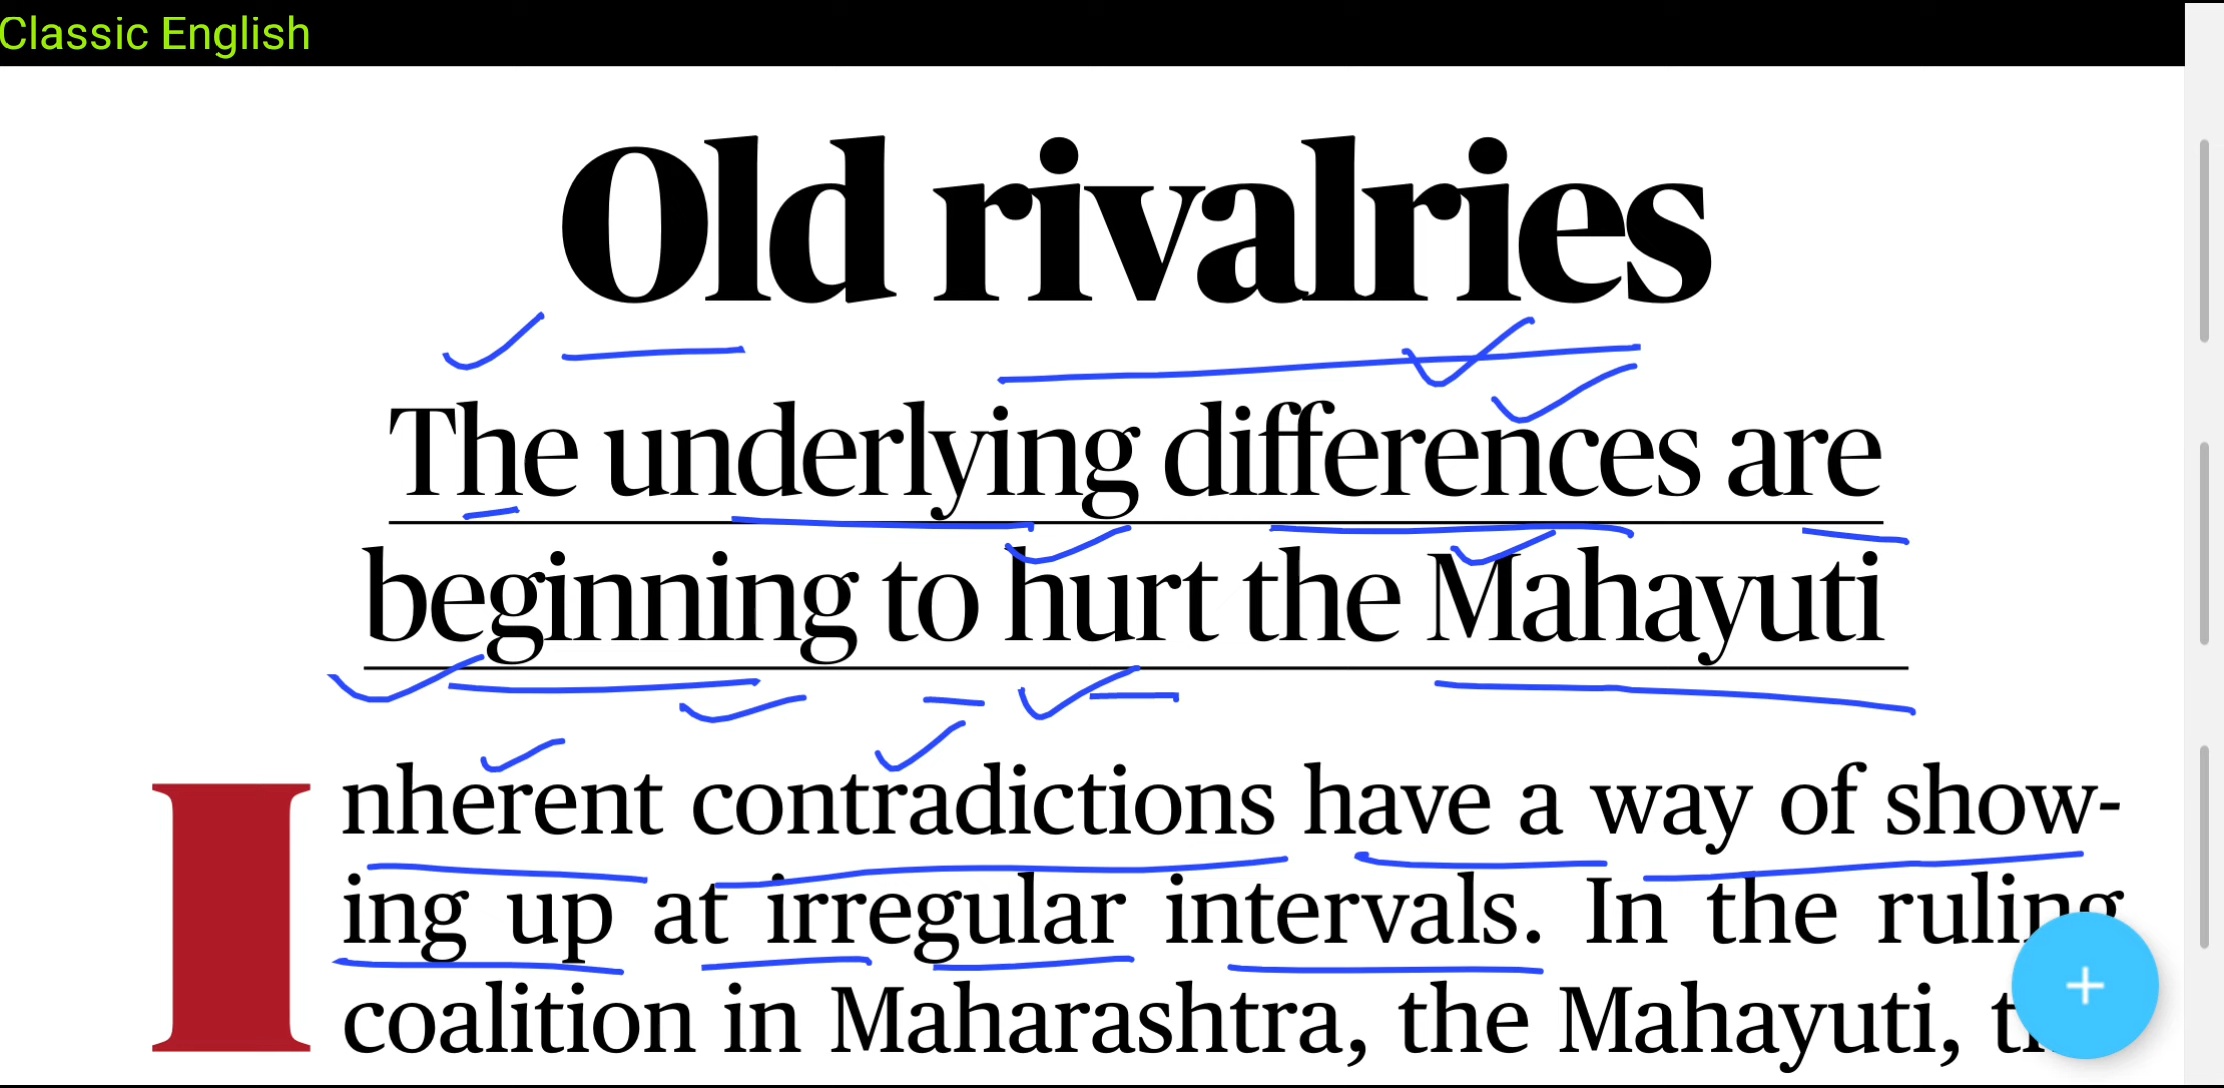 Classic English
Old rivalries
The underlying differences are
beginning to hurt the Mahayuti
Inherent contradictions have a way of show-
ing up at irregular intervals. In the ruling
coalition in Maharashtra, the Mahayuti,